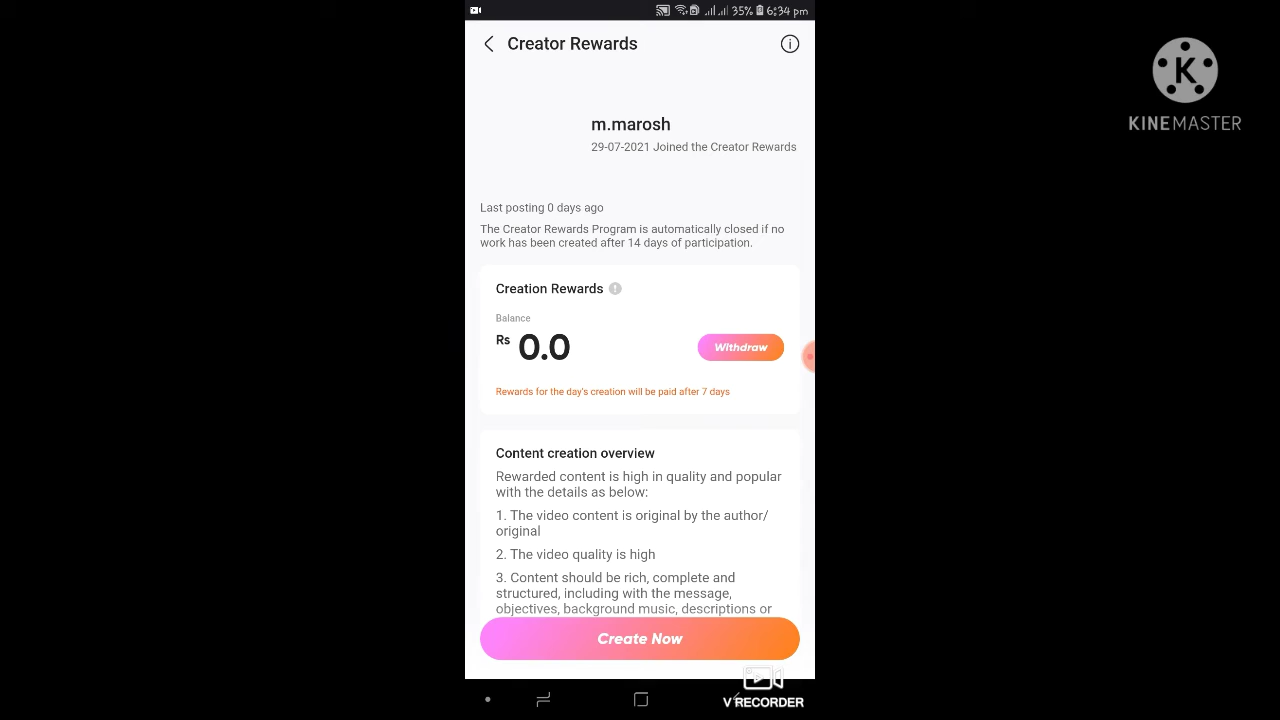 35% 6:34 pm
Creator Rewards
K
KINEMASTER
m.marosh
29-07-2021 Joined the Creator Rewards
Last posting 0 days ago
The Creator Rewards Program is automatically closed if no
work has been created after 14 days of participation.
Creation Rewards
Balance
Rs 0.0
Withdraw
Rewards for the day's creation will be paid after 7 days
Content creation overview
Rewarded content is high in quality and popular
with the details as below:
1. The video content is original by the author/
original
2. The video quality is high
3. Content should be rich, complete and
structured, including with the message,
objectives, background music, descriptions or
Create Now
V RECORDER